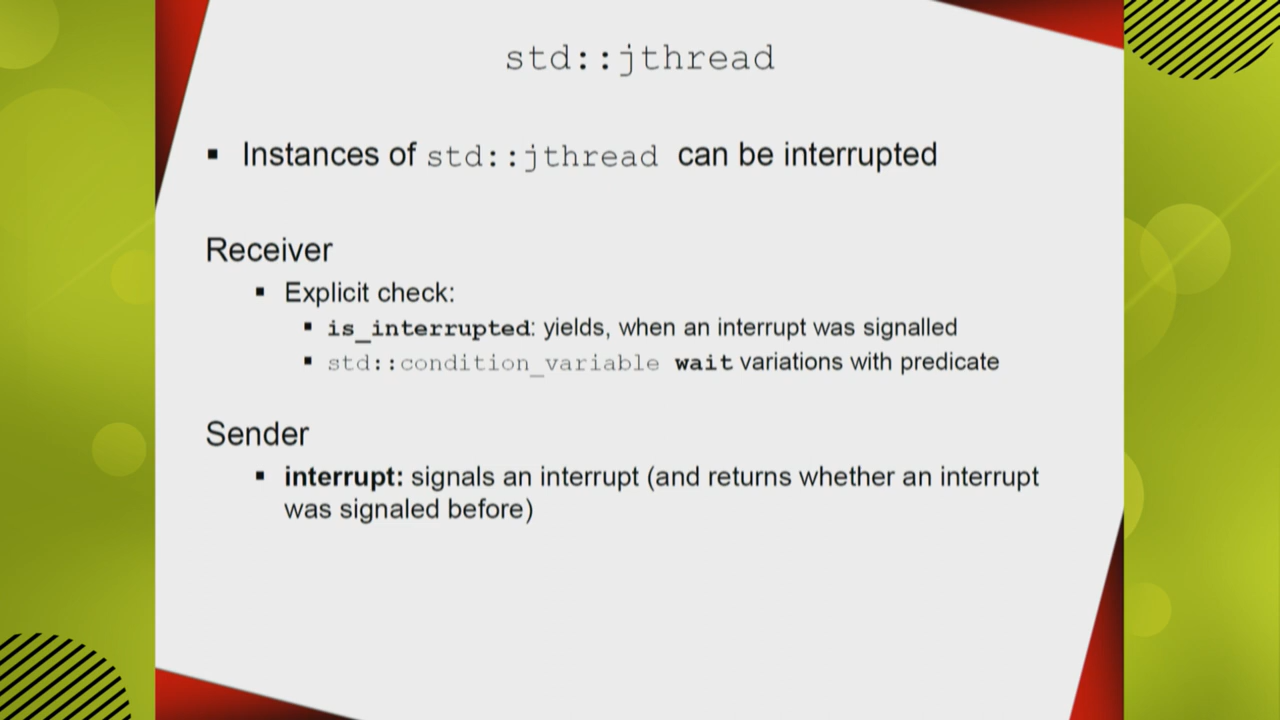 std::jthread
▪ Instances of std::jthread can be interrupted
Receiver
▪ Explicit check:
▪ is_interrupted: yields, when an interrupt was signalled
▪ std::condition_variable wait variations with predicate
Sender
▪ interrupt: signals an interrupt (and returns whether an interrupt
was signaled before)